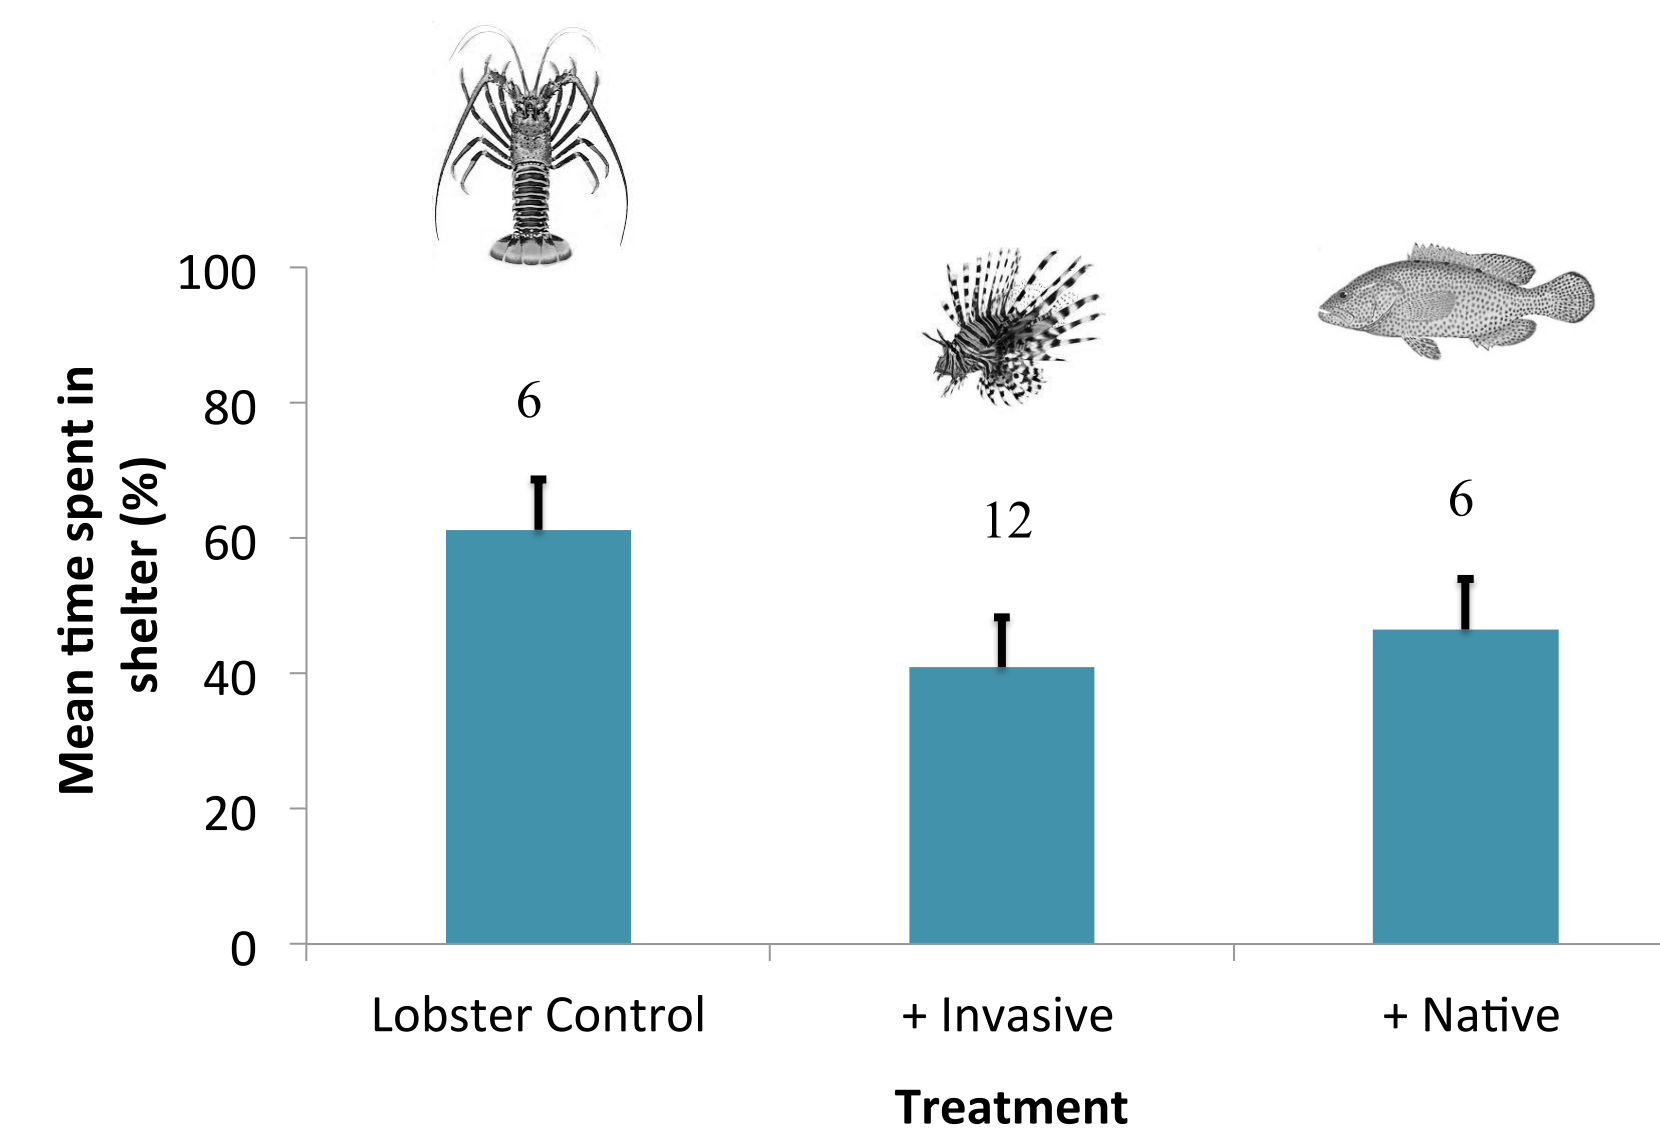 Mean time spent in
shelter (%)
100
80
60
40
20
0
6
12
6
Lobster Control
+ Invasive
+ Native
Treatment